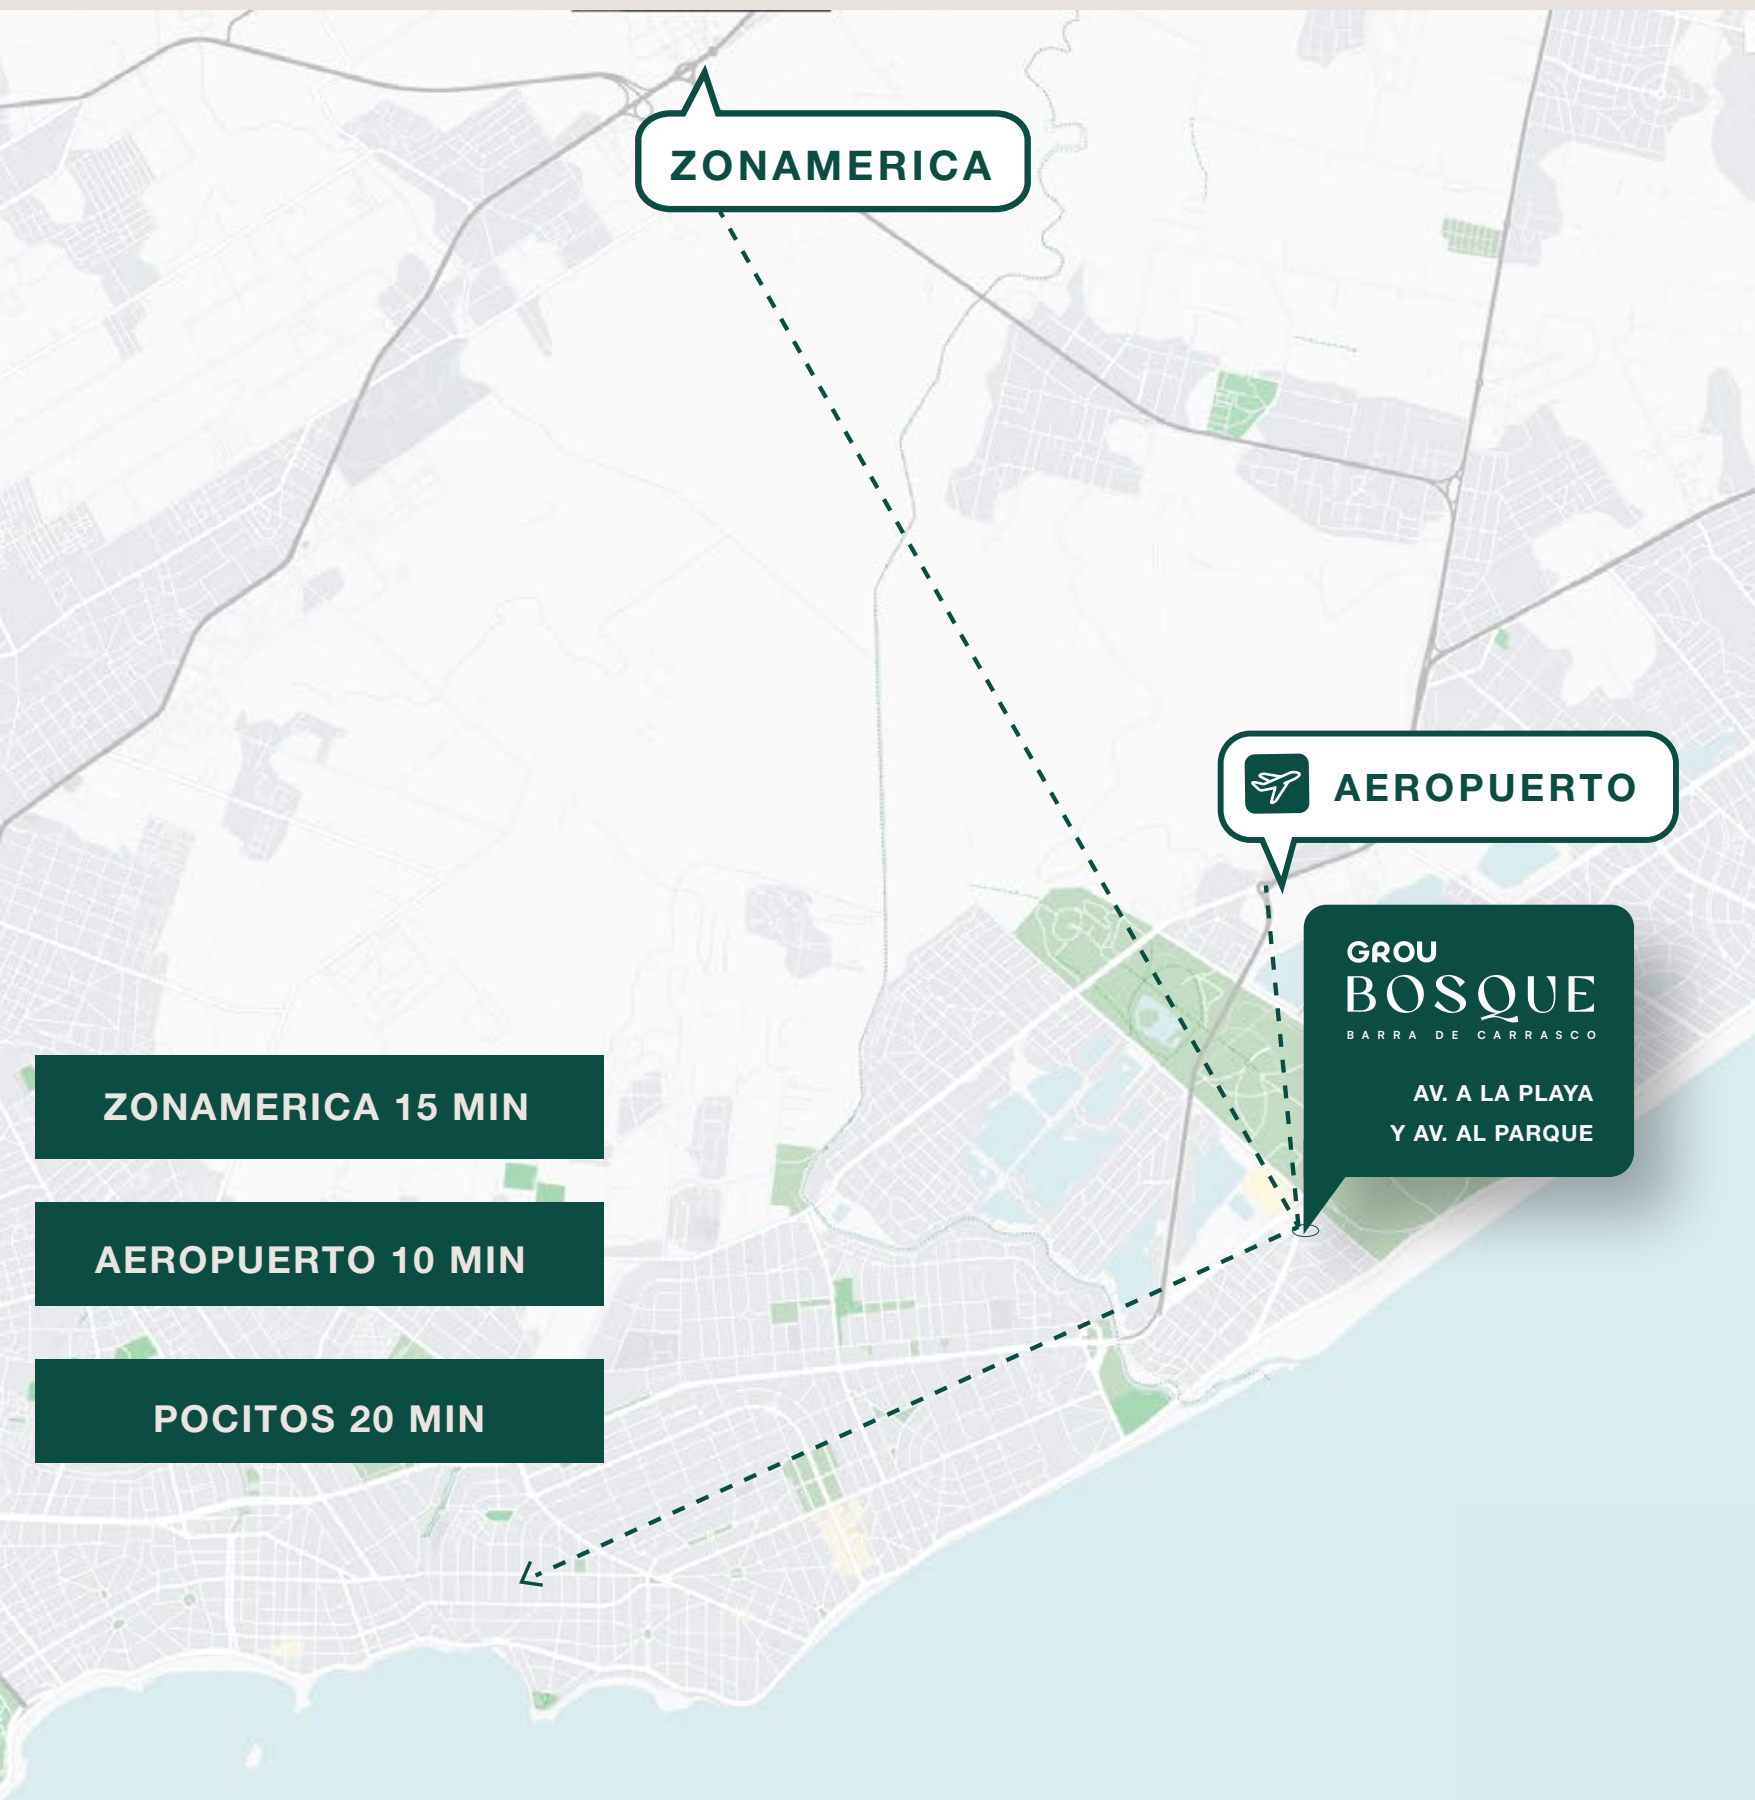 ZONAMERICA
AEROPUERTO
GROU
BOSQUE
BARRA DE CARRASCO
AV. A LA PLAYA
Y AV. AL PARQUE
ZONAMERICA 15 MIN
AEROPUERTO 10 MIN
POCITOS 20 MIN